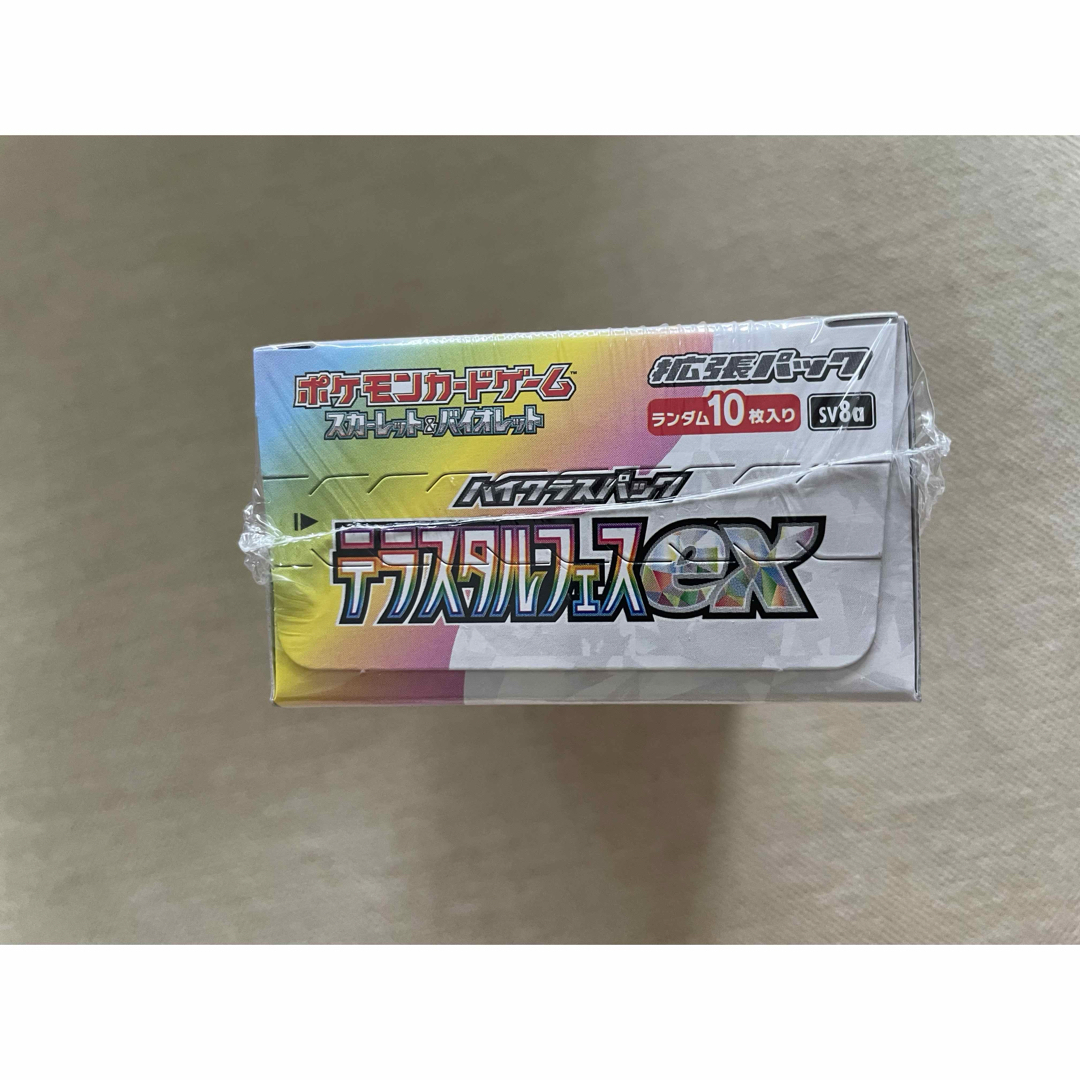 ポケモンカードゲーム™
スカーレット&バイオレット
拡張パック
ランダム10枚入り
SV8a
ハイクラスパック
テラスタルフェスex